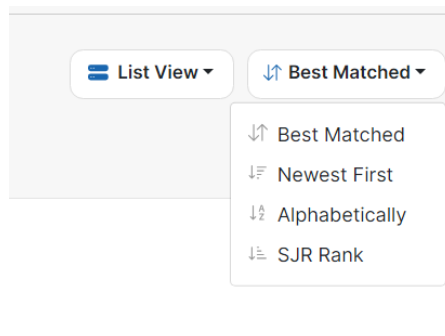 List View Best Matched
Best Matched
Newest First
Alphabetically
SJR Rank